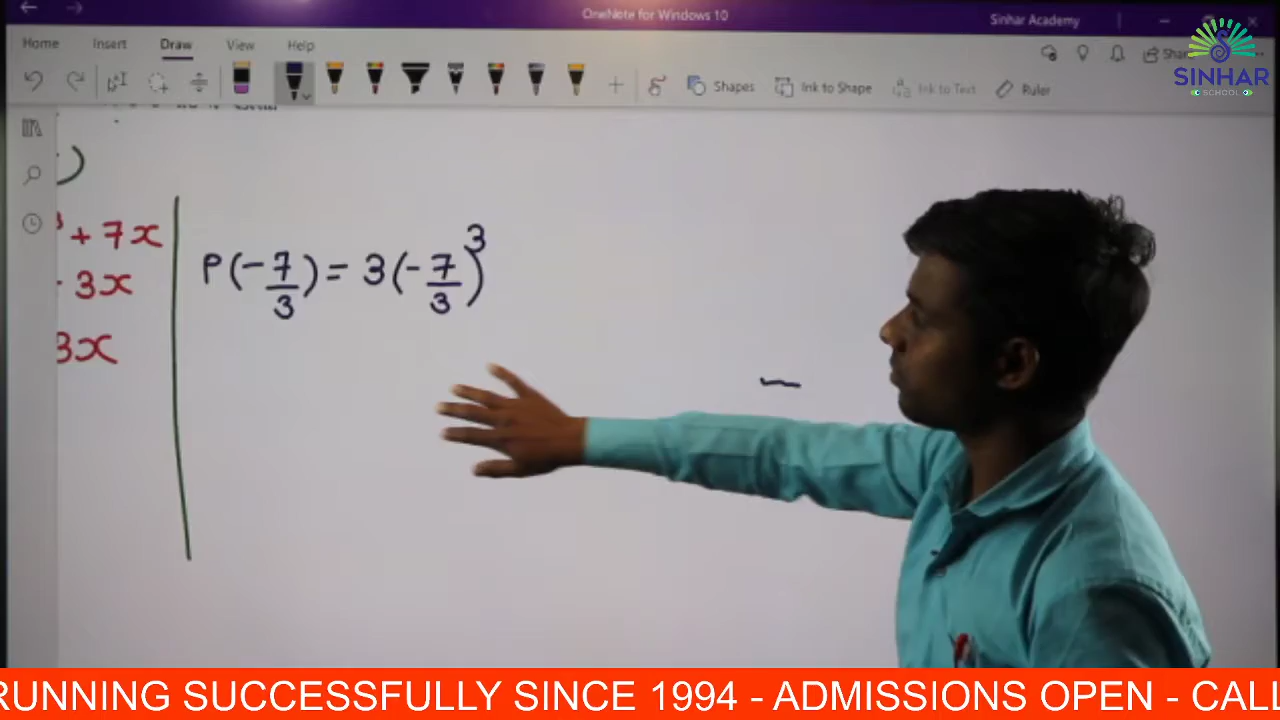 OneNote for Windows 10
Sinhar Academy
Home Insert Draw View Help
Shapes Ink to Shape Ink to Text Ruler
SINHAR
SCHOOL
+ 7x
3x
3x
P(-7/3) = 3(-7/3)³
RUNNING SUCCESSFULLY SINCE 1994 - ADMISSIONS OPEN - CALL